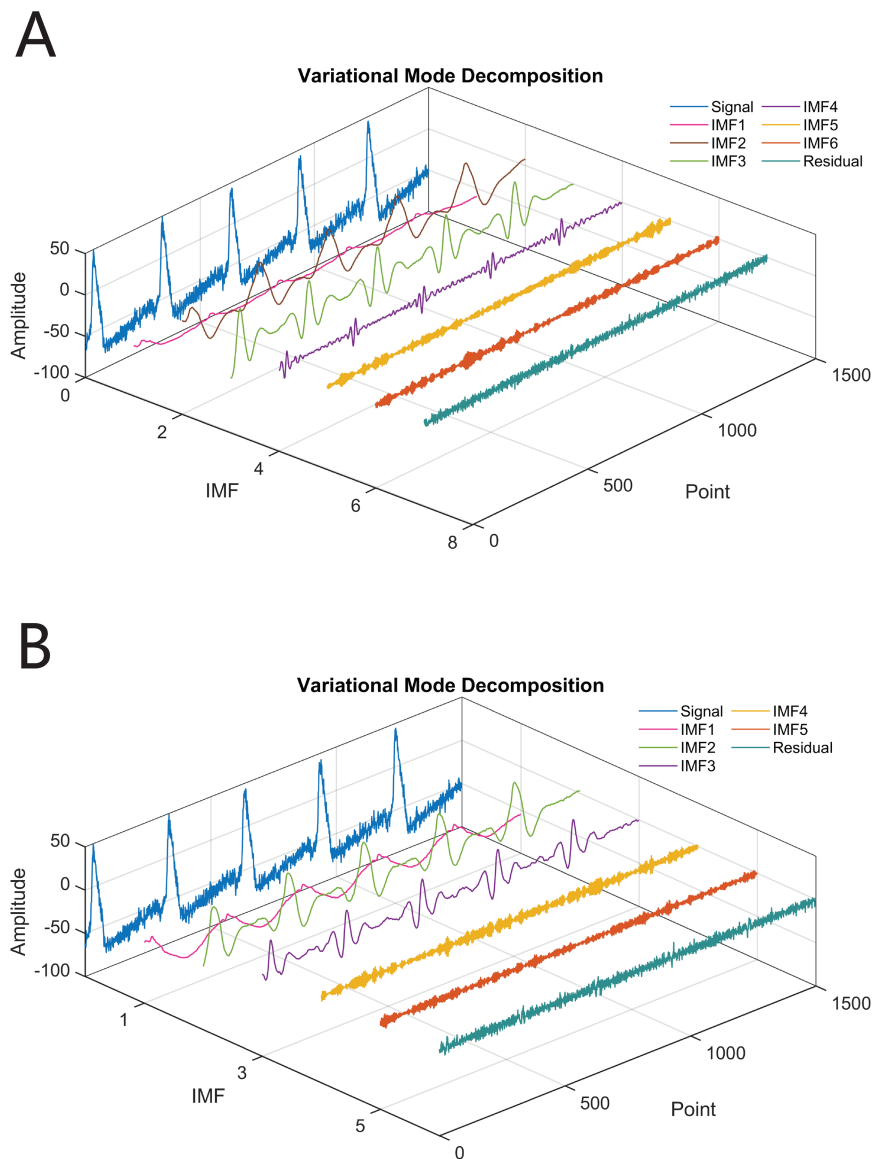 A
Variational Mode Decomposition
Signal IMF4
IMF1 IMF5
IMF2 IMF6
IMF3 Residual
50
0
-50
-100
Amplitude
0
2
4
6
8
IMF
0
500
1000
1500
Point
B
Variational Mode Decomposition
Signal IMF4
IMF1 IMF5
IMF2 Residual
IMF3
50
0
-50
-100
Amplitude
1
3
5
IMF
0
500
1000
1500
Point